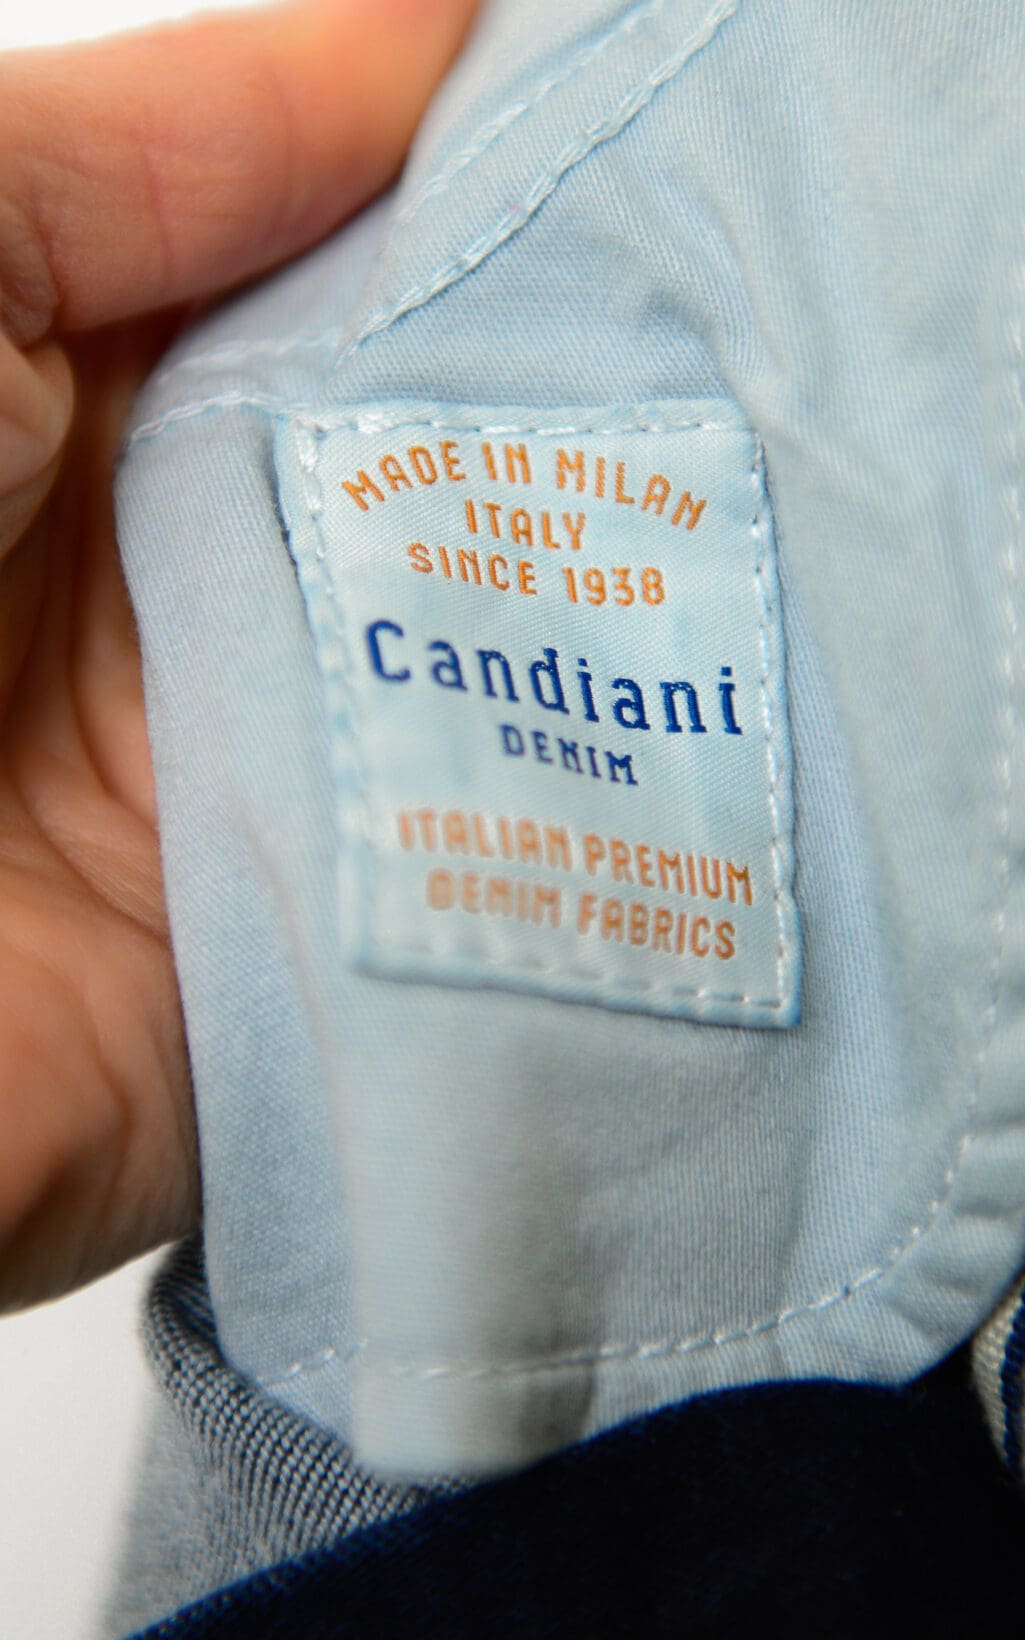 MADE IN MILAN
ITALY
SINCE 1938
Candiani
DENIM
ITALIAN PREMIUM
DENIM FABRICS